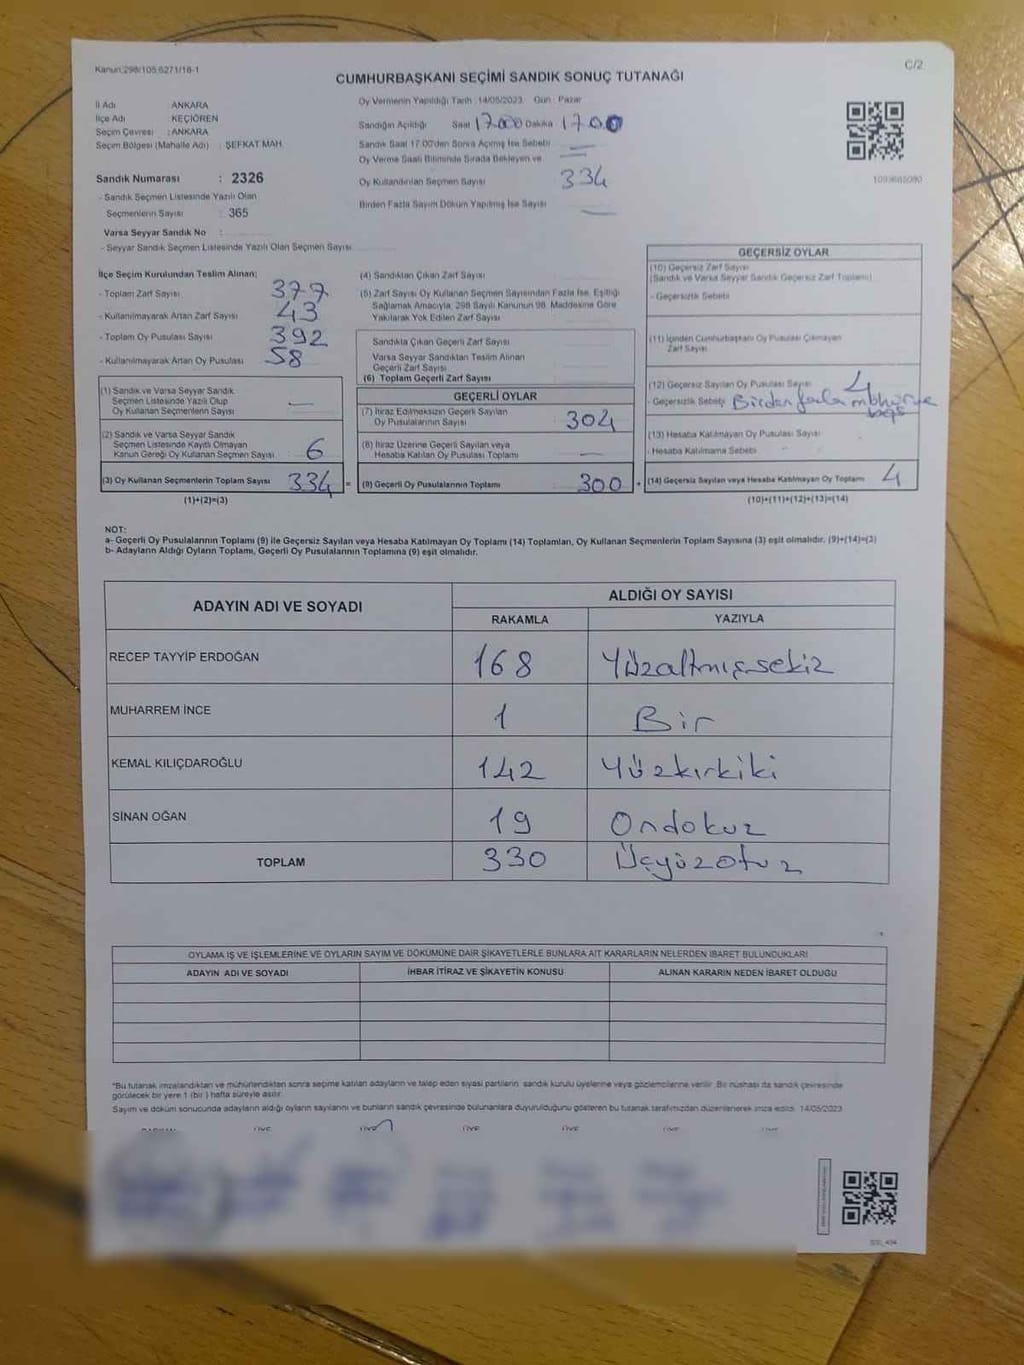 Kanun:298/105,6271/18-1
C/2
CUMHURBAŞKANI SEÇİMİ SANDIK SONUÇ TUTANAĞI
İl Adı : ANKARA
İlçe Adı : KEÇİÖREN
Seçim Çevresi : ANKARA
Seçim Bölgesi (Mahalle Adı) : ŞEFKAT MAH.
Sandık Numarası : 2326
- Sandık Seçmen Listesinde Yazılı Olan
Seçmenlerin Sayısı : 365
Varsa Seyyar Sandık No :
- Seyyar Sandık Seçmen Listesinde Yazılı Olan Seçmen Sayısı
Oy Vermenin Yapıldığı Tarih :14/05/2023 Gün : Pazar
Sandığın Açıldığı Saat 17.00 Dakika 17.00
Sandık Saat 17.00'den Sonra Açılmış İse Sebebi
Oy Verme Saati Bitiminde Sırada Bekleyen ve
Oy Kullandırılan Seçmen Sayısı 334
Birden Fazla Sayım Döküm Yapılmış İse Sayısı
1099685090
İlçe Seçim Kurulundan Teslim Alınan;
- Toplam Zarf Sayısı 377
- Kullanılmayarak Artan Zarf Sayısı 43
- Toplam Oy Pusulası Sayısı 392
- Kullanılmayarak Artan Oy Pusulası 58
(1) Sandık ve Varsa Seyyar Sandık
Seçmen Listesinde Yazılı Olup
Oy Kullanan Seçmenlerin Sayısı —
(2) Sandık ve Varsa Seyyar Sandık
Seçmen Listesinde Kayıtlı Olmayan
Kanun Gereği Oy Kullanan Seçmen Sayısı 6
(3) Oy Kullanan Seçmenlerin Toplam Sayısı 334 =
(1)+(2)=(3)
(4) Sandıktan Çıkan Zarf Sayısı
(5) Zarf Sayısı Oy Kullanan Seçmen Sayısından Fazla İse, Eşitliği
Sağlamak Amacıyla, 298 Sayılı Kanunun 98. Maddesine Göre
Yakılarak Yok Edilen Zarf Sayısı
Sandıkta Çıkan Geçerli Zarf Sayısı
Varsa Seyyar Sandıktan Teslim Alınan
Geçerli Zarf Sayısı
(6) Toplam Geçerli Zarf Sayısı
GEÇERLİ OYLAR
(7) İtiraz Edilmeksizin Geçerli Sayılan
Oy Pusulalarının Sayısı 304
(8) İtiraz Üzerine Geçerli Sayılan veya
Hesaba Katılan Oy Pusulası Toplamı —
(9) Geçerli Oy Pusulalarının Toplamı 300 +
GEÇERSİZ OYLAR
(10) Geçersiz Zarf Sayısı
(Sandık ve Varsa Seyyar Sandık Geçersiz Zarf Toplamı)
- Geçersizlik Sebebi
(11) İçinden Cumhurbaşkanı Oy Pusulası Çıkmayan
Zarf Sayısı
(12) Geçersiz Sayılan Oy Pusula Sayısı 4
- Geçersizlik Sebebi Birden fazla
(13) Hesaba Katılmayan Oy Pusulası Sayısı
- Hesaba Katılmama Sebebi
(14) Geçersiz Sayılan veya Hesaba Katılmayan Oy Toplamı 4
(10)+(11)+(12)+(13)=(14)
NOT:
a- Geçerli Oy Pusulalarının Toplamı (9) ile Geçersiz Sayılan veya Hesaba Katılmayan Oy Toplamı (14) Toplamları, Oy Kullanan Seçmenlerin Toplam Sayısına (3) eşit olmalıdır. (9)+(14)=(3)
b- Adayların Aldığı Oyların Toplamı, Geçerli Oy Pusulalarının Toplamına (9) eşit olmalıdır.
ADAYIN ADI VE SOYADI
ALDIĞI OY SAYISI
RAKAMLA YAZIYLA
RECEP TAYYİP ERDOĞAN 168 Yüzaltmışsekiz
MUHARREM İNCE 1 Bir
KEMAL KILIÇDAROĞLU 142 Yüzkırkiki
SİNAN OĞAN 19 Ondokuz
TOPLAM 330 Üçyüzotuz
OYLAMA İŞ VE İŞLEMLERİNE VE OYLARIN SAYIM VE DÖKÜMÜNE DAİR ŞİKAYETLERLE BUNLARA AİT KARARLARIN NELERDEN İBARET BULUNDUKLARI
ADAYIN ADI VE SOYADI İHBAR İTİRAZ VE ŞİKAYETİN KONUSU ALINAN KARARIN NEDEN İBARET OLDUĞU
*Bu tutanak imzalandıktan ve mühürlendikten sonra seçime katılan adayların ve talep eden siyasi partilerin sandık kurulu üyelerine veya gözlemcilerine verilir. Bir nüshası da sandık çevresinde
görülecek bir yere 1 (bir) hafta süreyle asılır.
Sayım ve döküm sonucunda adayların aldığı oyların sayılarını ve bunların sandık çevresinde bulunanlara duyurulduğunu gösteren bu tutanak tarafımızdan düzenlenerek imza edildi. 14/05/2023